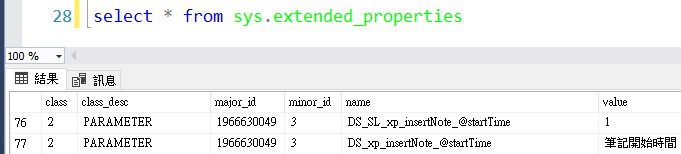 28 select * from sys.extended_properties
100 %
結果 訊息
class class_desc major_id minor_id name value
76 2 PARAMETER 1966630049 3 DS_SL_xp_insertNote_@startTime 1
77 2 PARAMETER 1966630049 3 DS_xp_insertNote_@startTime 筆記開始時間